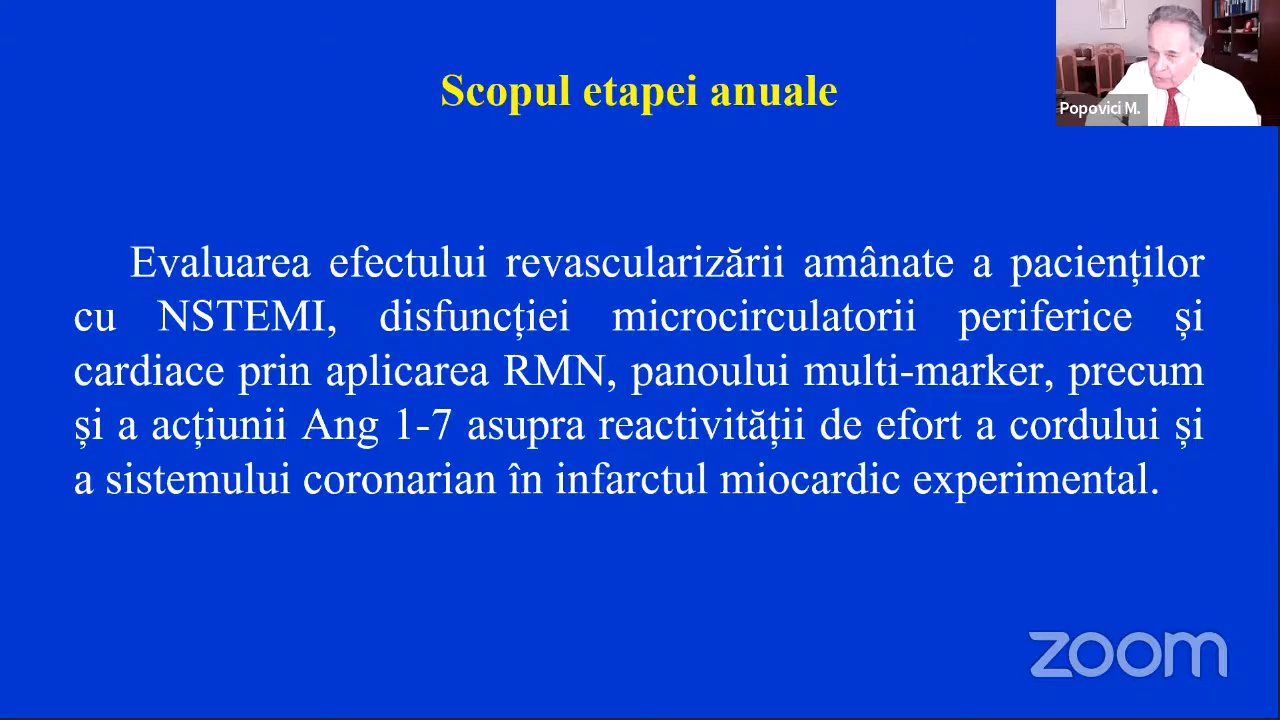 Scopul etapei anuale
Popovici M.
Evaluarea efectului revascularizării amânate a pacienților
cu NSTEMI, disfuncției microcirculatorii periferice și
cardiace prin aplicarea RMN, panoului multi-marker, precum
și a acțiunii Ang 1-7 asupra reactivității de efort a cordului și
a sistemului coronarian în infarctul miocardic experimental.
zoom